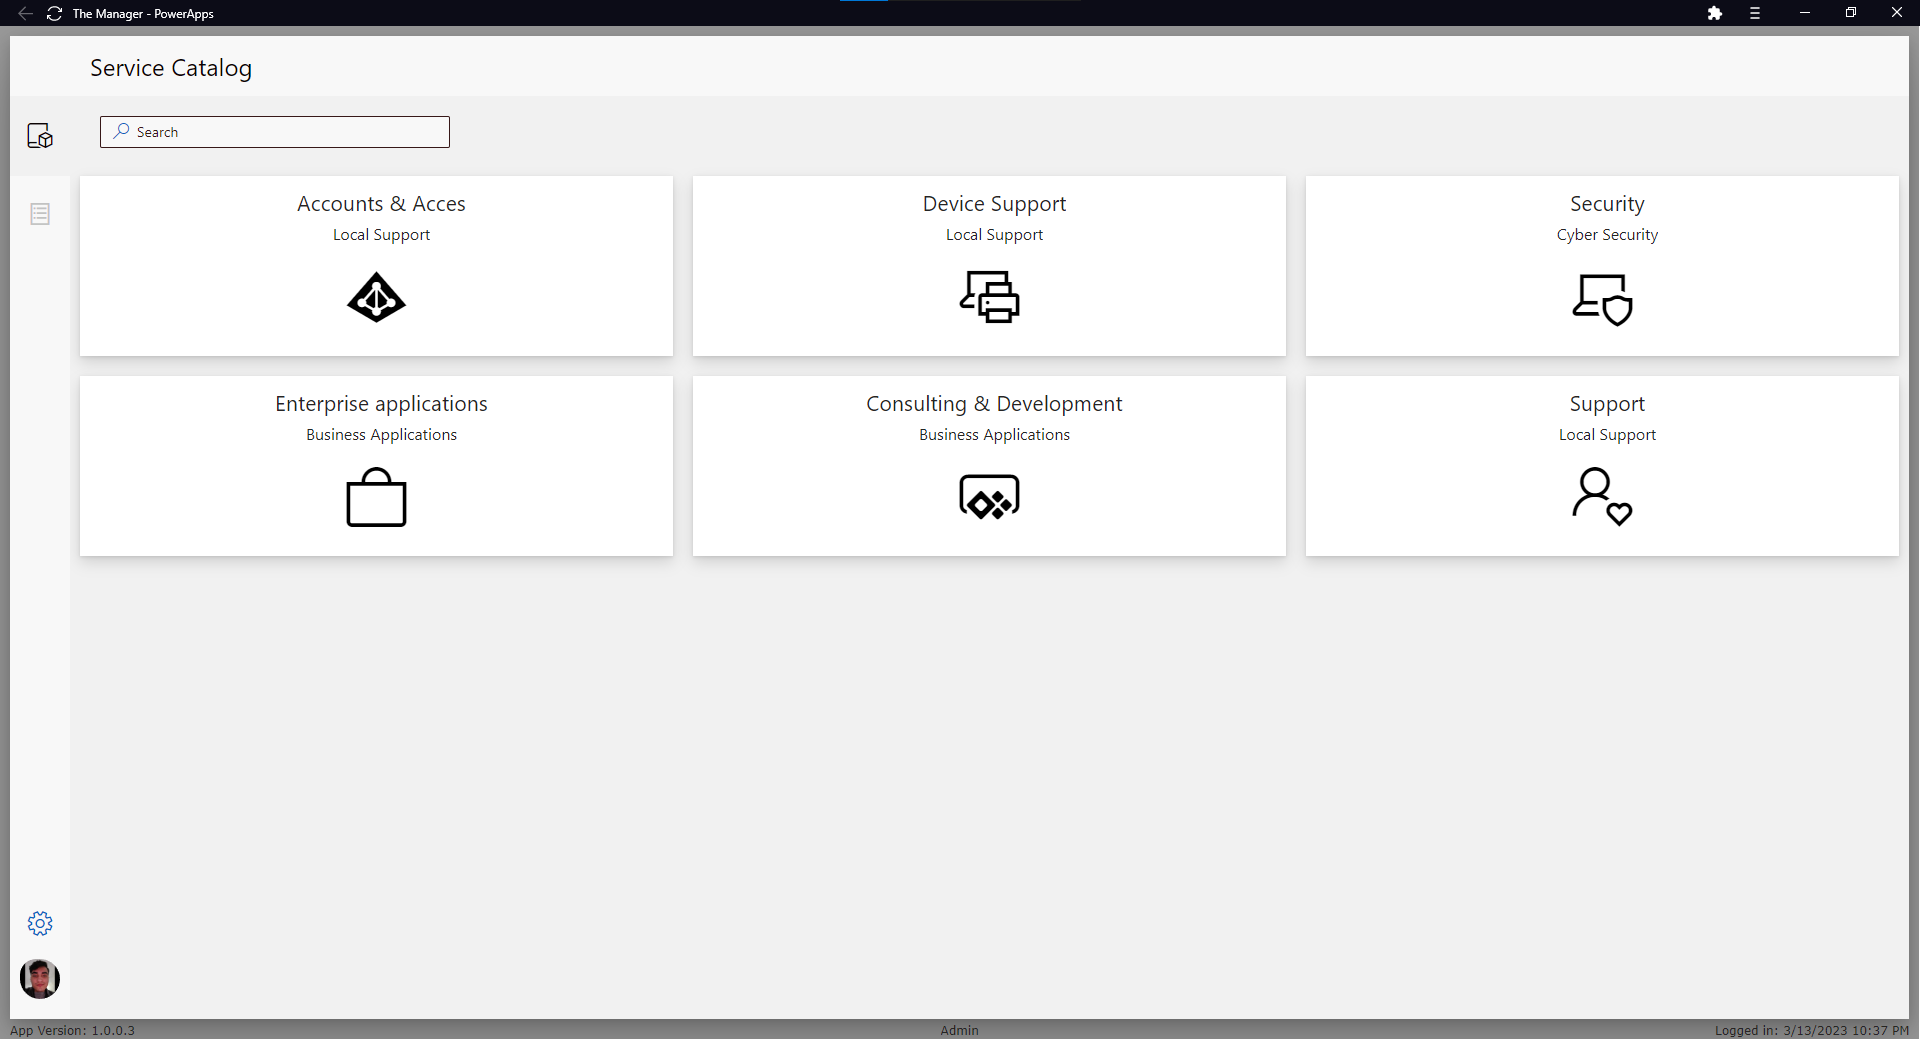 The Manager - PowerApps
Service Catalog
Search
Accounts & Acces
Local Support
Device Support
Local Support
Security
Cyber Security
Enterprise applications
Business Applications
Consulting & Development
Business Applications
Support
Local Support
App Version: 1.0.0.3
Admin
Logged in: 3/13/2023 10:37 PM